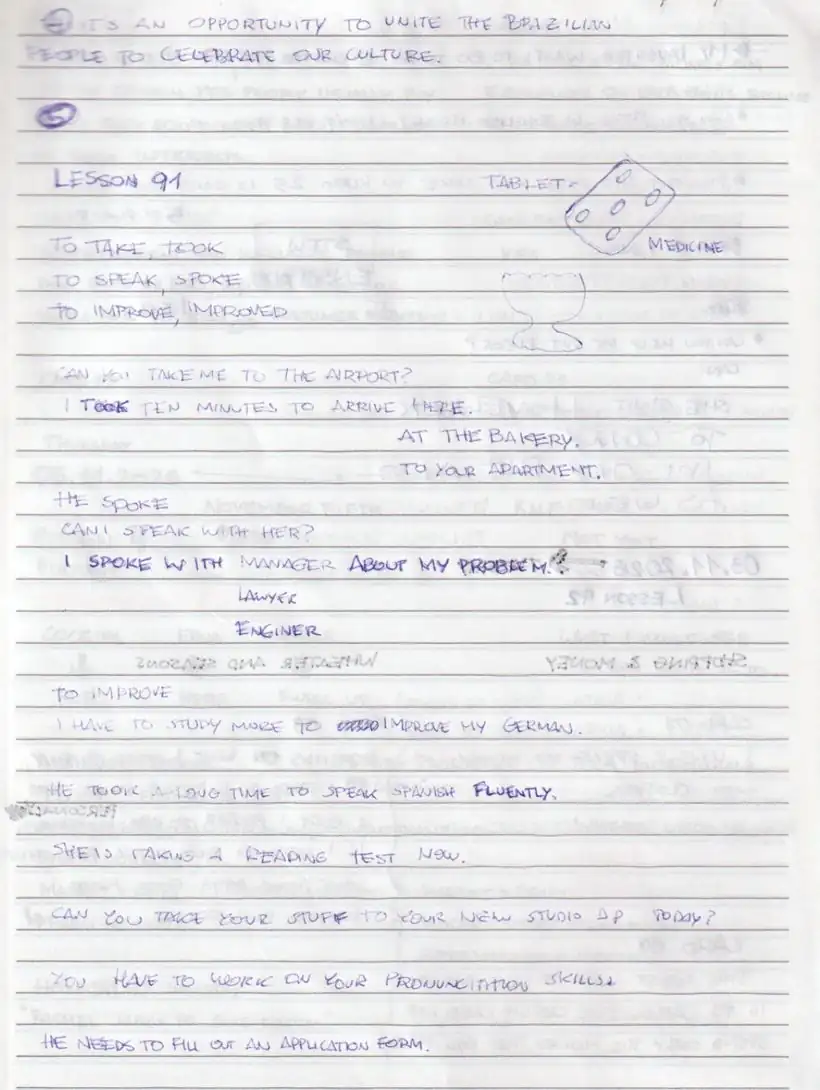 4 IT'S AN OPPORTUNITY TO UNITE THE BRAZILIAN
PEOPLE TO CELEBRATE OUR CULTURE.
5
LESSON 91
TABLET-
MEDICINE
TO TAKE, TOOK
TO SPEAK, SPOKE
TO IMPROVE, IMPROVED
CAN YOU TAKE ME TO THE AIRPORT?
I TOOK TEN MINUTES TO ARRIVE HERE.
AT THE BAKERY.
TO YOUR APARTMENT.
HE SPOKE
CAN I SPEAK WITH HER?
I SPOKE WITH MANAGER ABOUT MY PROBLEM.
LAWYER
ENGINER
TO IMPROVE
I HAVE TO STUDY MORE TO IMPROVE MY GERMAN.
HE TOOK A LONG TIME TO SPEAK SPANISH FLUENTLY.
SHE IS TAKING A READING TEST NOW.
CAN YOU TAKE YOUR STUFF TO YOUR NEW STUDIO AP TODAY?
YOU HAVE TO WORK ON YOUR PRONUNCIATION SKILLS
HE NEEDS TO FILL OUT AN APPLICATION FORM.